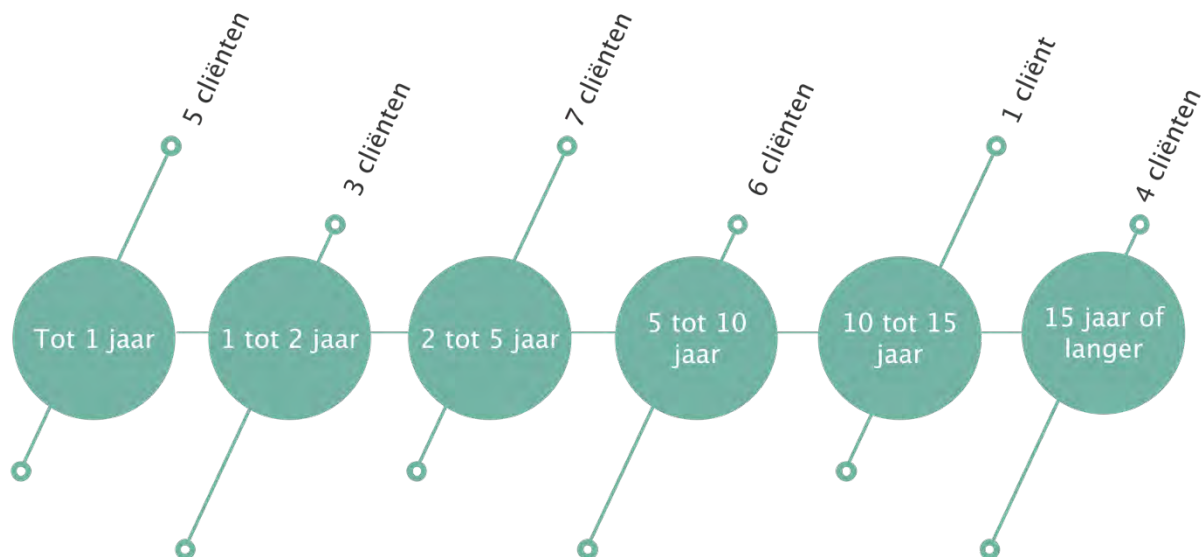 5 cliënten
3 cliënten
7 cliënten
6 cliënten
1 cliënt
4 cliënten
Tot 1 jaar
1 tot 2 jaar
2 tot 5 jaar
5 tot 10
jaar
10 tot 15
jaar
15 jaar of
langer